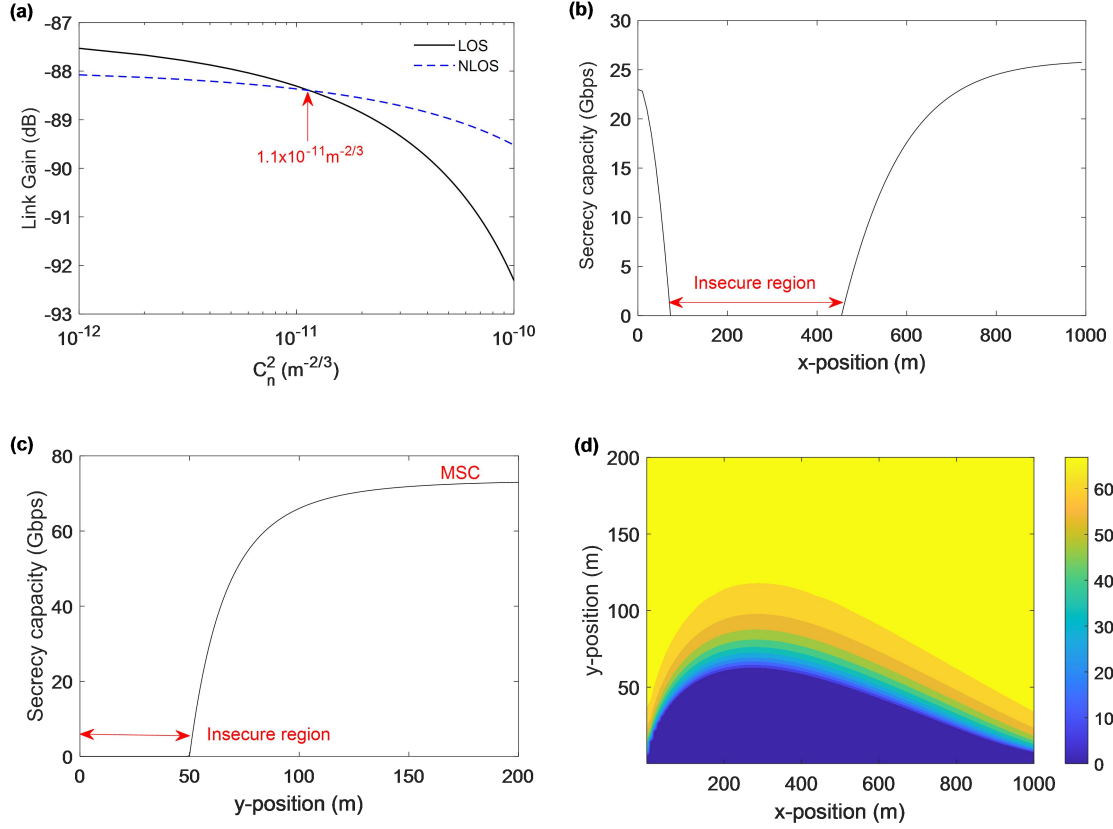 (a)
-87
-88
-89
-90
-91
-92
-93
Link Gain (dB)
LOS
NLOS
1.1x10⁻¹¹m⁻²/³
10⁻¹²
10⁻¹¹
10⁻¹⁰
Cₙ² (m⁻²/³)
(b)
30
25
20
15
10
5
0
Secrecy capacity (Gbps)
Insecure region
0
200
400
600
800
1000
x-position (m)
(c)
80
60
40
20
0
Secrecy capacity (Gbps)
MSC
Insecure region
0
50
100
150
200
y-position (m)
(d)
200
150
100
50
y-position (m)
200
400
600
800
1000
x-position (m)
60
50
40
30
20
10
0